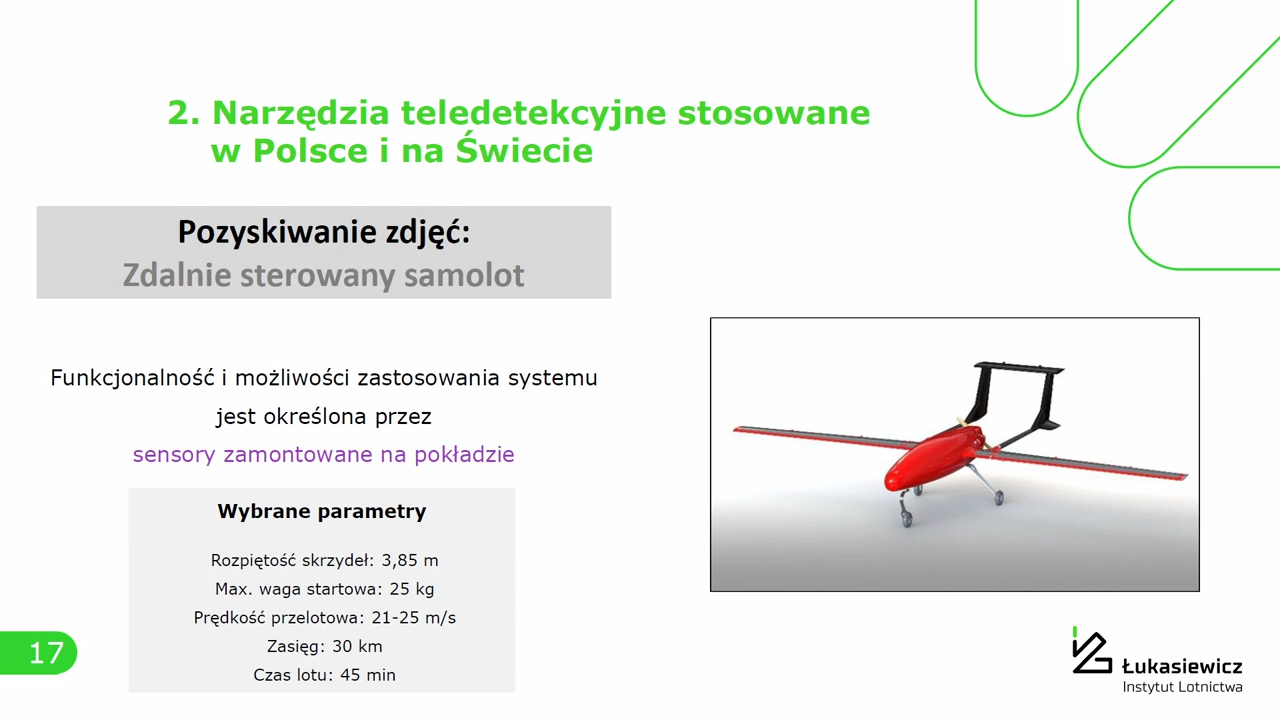 2. Narzędzia teledetekcyjne stosowane
w Polsce i na Świecie
Pozyskiwanie zdjęć:
Zdalnie sterowany samolot
Funkcjonalność i możliwości zastosowania systemu
jest określona przez
sensory zamontowane na pokładzie
Wybrane parametry
Rozpiętość skrzydeł: 3,85 m
Max. waga startowa: 25 kg
Prędkość przelotowa: 21-25 m/s
Zasięg: 30 km
Czas lotu: 45 min
17
Łukasiewicz
Instytut Lotnictwa